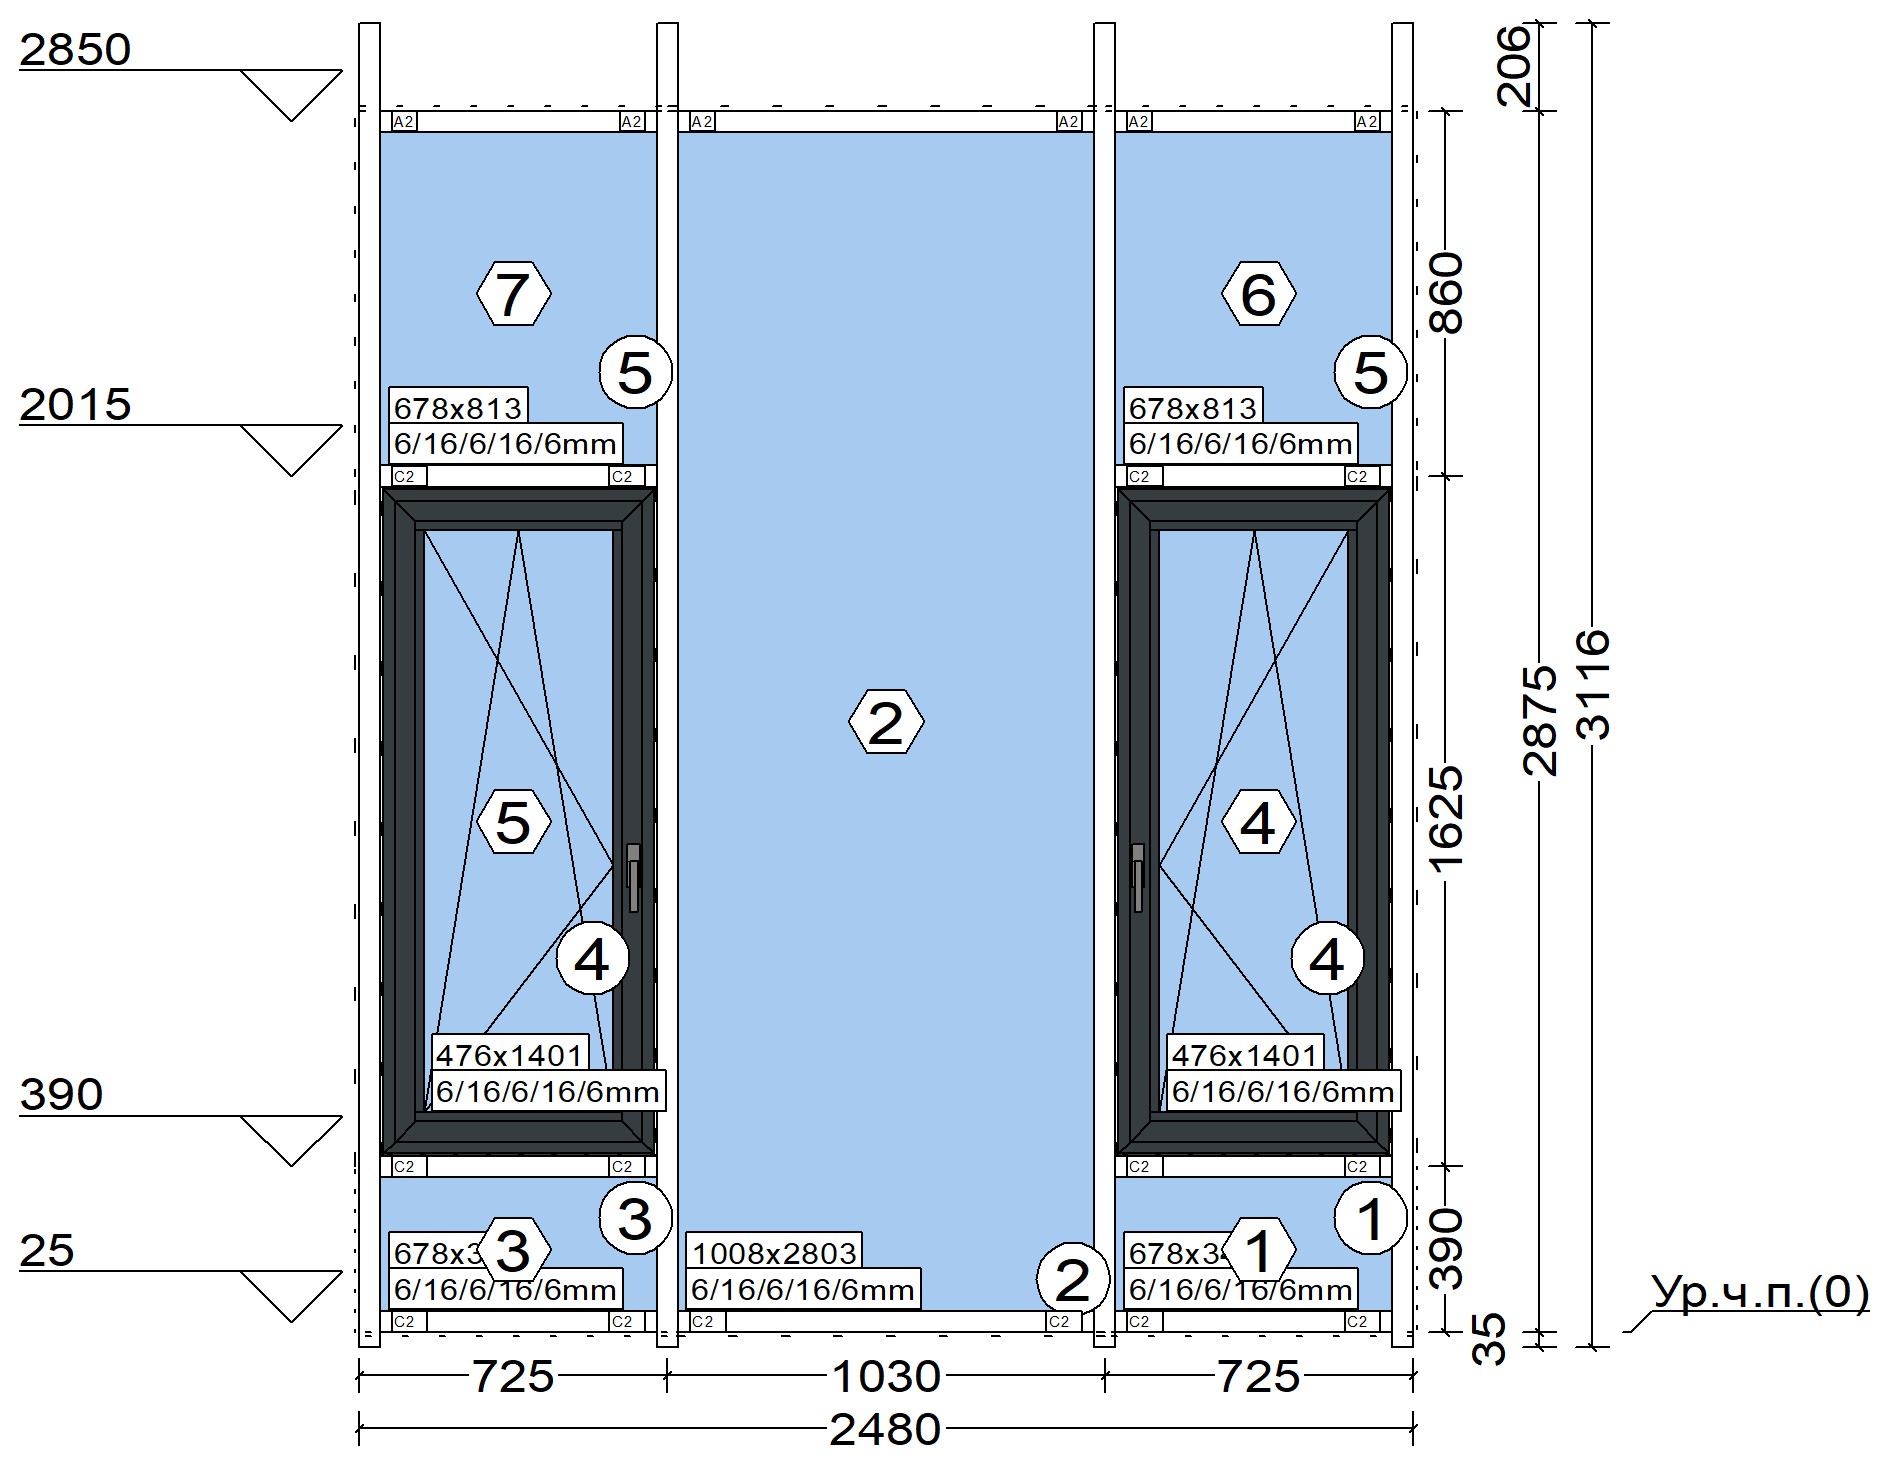 2850
206
A2 A2 A2 A2 A2 A2
7 6
860
5 5
2015
678x813 678x813
6/16/6/16/6mm 6/16/6/16/6mm
C2 C2 C2 C2
2
3116
2875
1625
5 4
4 4
476x1401 476x1401
6/16/6/16/6mm 6/16/6/16/6mm
390
C2 C2 C2 C2
3 1
390
25
3 1
1008x2803
2
6/16/6/16/6mm 6/16/6/16/6mm 6/16/6/16/6mm
Ур.ч.п.(0)
C2 C2 C2 C2 C2 C2
35
725 1030 725
2480